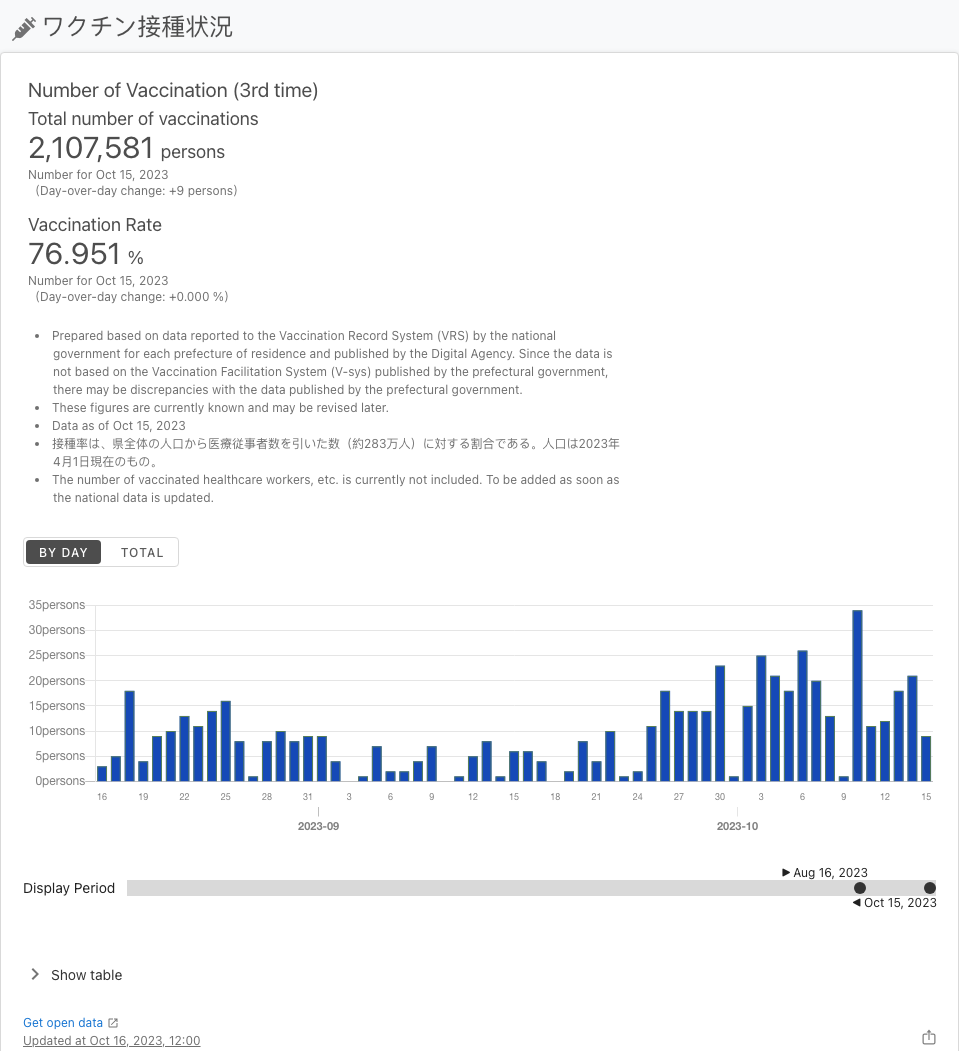 ワクチン接種状況
Number of Vaccination (3rd time)
Total number of vaccinations
2,107,581 persons
Number for Oct 15, 2023
(Day-over-day change: +9 persons)
Vaccination Rate
76.951 %
Number for Oct 15, 2023
(Day-over-day change: +0.000 %)
• Prepared based on data reported to the Vaccination Record System (VRS) by the national
government for each prefecture of residence and published by the Digital Agency. Since the data is
not based on the Vaccination Facilitation System (V-sys) published by the prefectural government,
there may be discrepancies with the data published by the prefectural government.
• These figures are currently known and may be revised later.
• Data as of Oct 15, 2023
• 接種率は、県全体の人口から医療従事者数を引いた数（約283万人）に対する割合である。人口は2023年
4月1日現在のもの。
• The number of vaccinated healthcare workers, etc. is currently not included. To be added as soon as
the national data is updated.
BY DAY TOTAL
35persons
30persons
25persons
20persons
15persons
10persons
5persons
0persons
16 19 22 25 28 31 3 6 9 12 15 18 21 24 27 30 3 6 9 12 15
2023-09 2023-10
Aug 16, 2023
Display Period
Oct 15, 2023
Show table
Get open data
Updated at Oct 16, 2023, 12:00